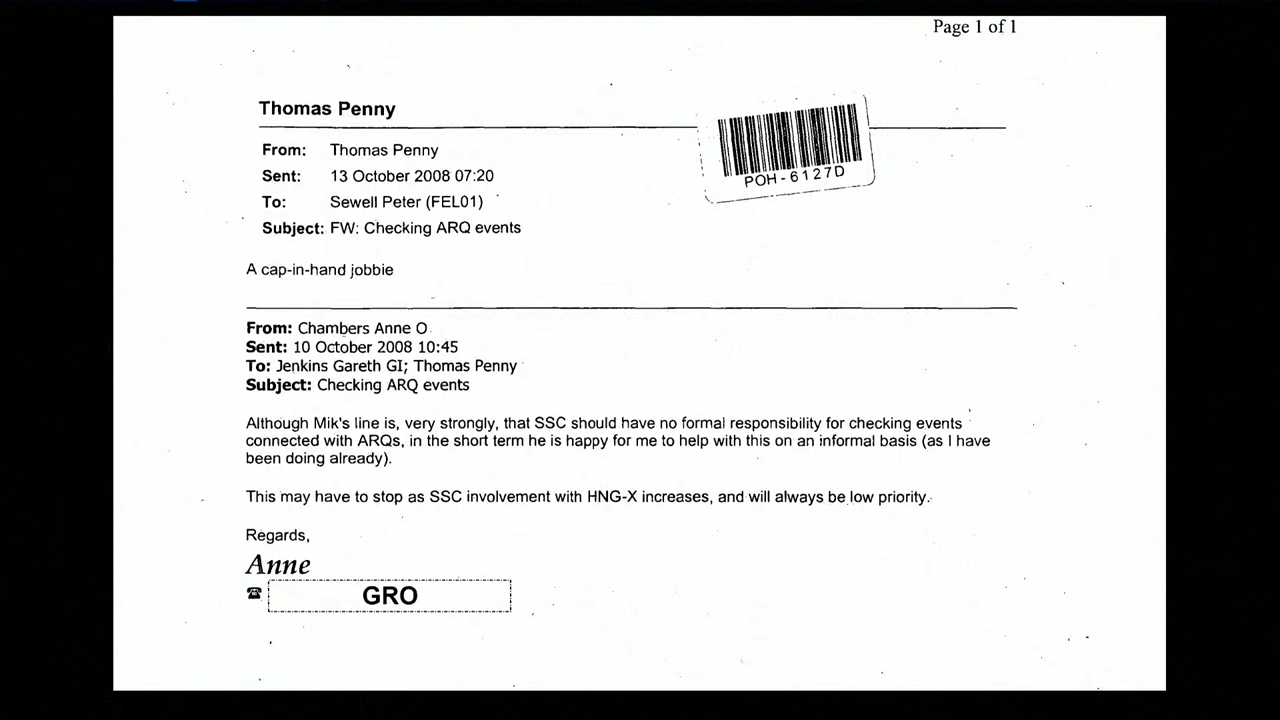 Page 1 of 1
Thomas Penny
POH-6127D
From: Thomas Penny
Sent: 13 October 2008 07:20
To: Sewell Peter (FEL01)
Subject: FW: Checking ARQ events
A cap-in-hand jobbie
From: Chambers Anne O
Sent: 10 October 2008 10:45
To: Jenkins Gareth GI; Thomas Penny
Subject: Checking ARQ events
Although Mik's line is, very strongly, that SSC should have no formal responsibility for checking events
connected with ARQs, in the short term he is happy for me to help with this on an informal basis (as I have
been doing already).
This may have to stop as SSC involvement with HNG-X increases, and will always be low priority.
Regards,
Anne
GRO